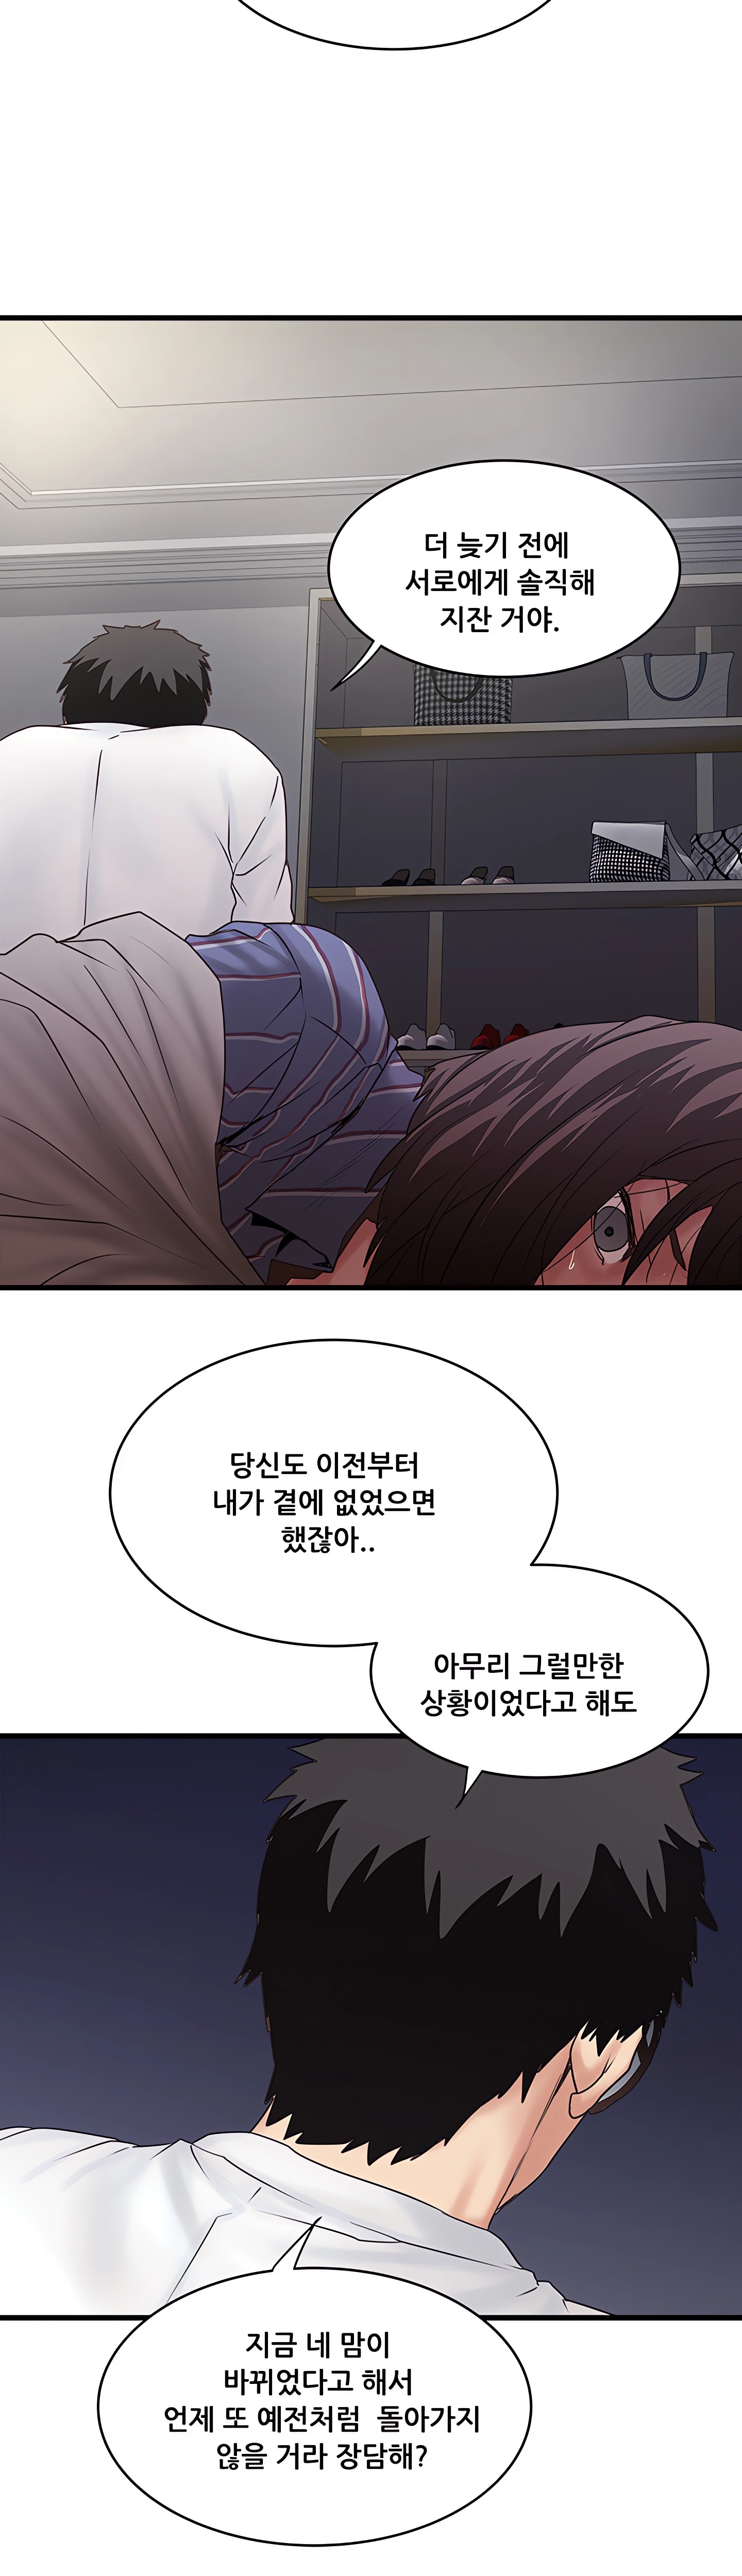 더 늦기 전에
서로에게 솔직해
지잔 거야.
당신도 이전부터
내가 곁에 없었으면
했잖아..
아무리 그럴만한
상황이었다고 해도
지금 네 맘이
바뀌었다고 해서
언제 또 예전처럼 돌아가지
않을 거라 장담해?